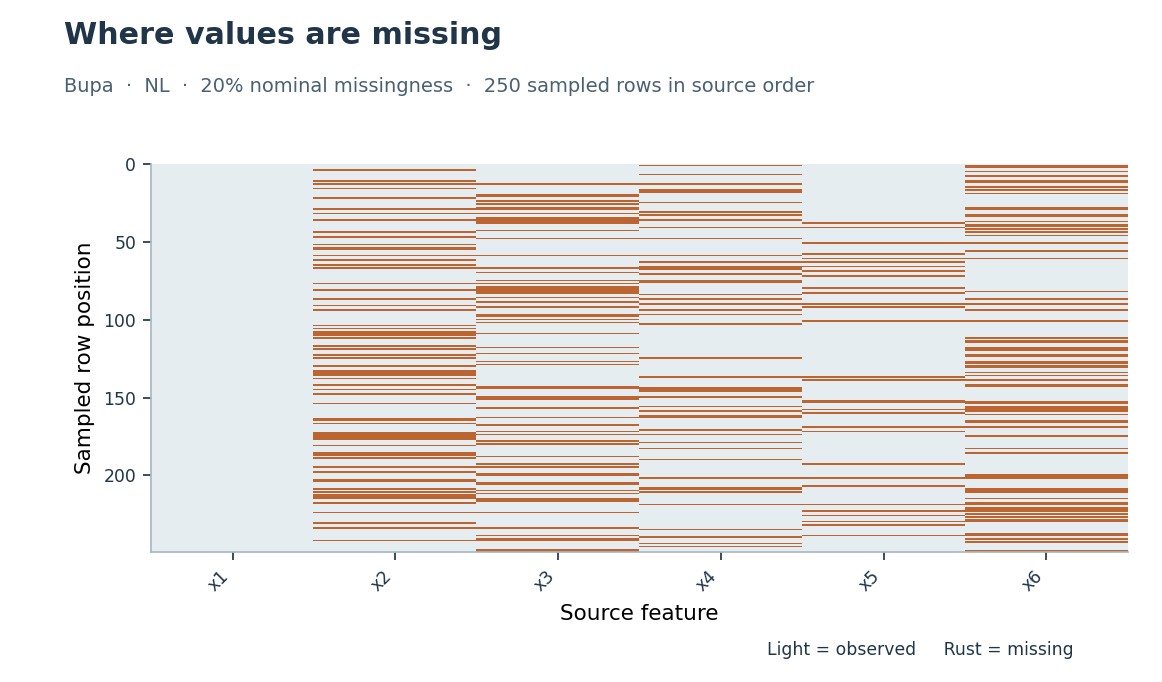 Where values are missing
Bupa · NL · 20% nominal missingness · 250 sampled rows in source order
0
50
100
150
200
Sampled row position
x1 x2 x3 x4 x5 x6
Source feature
Light = observed Rust = missing